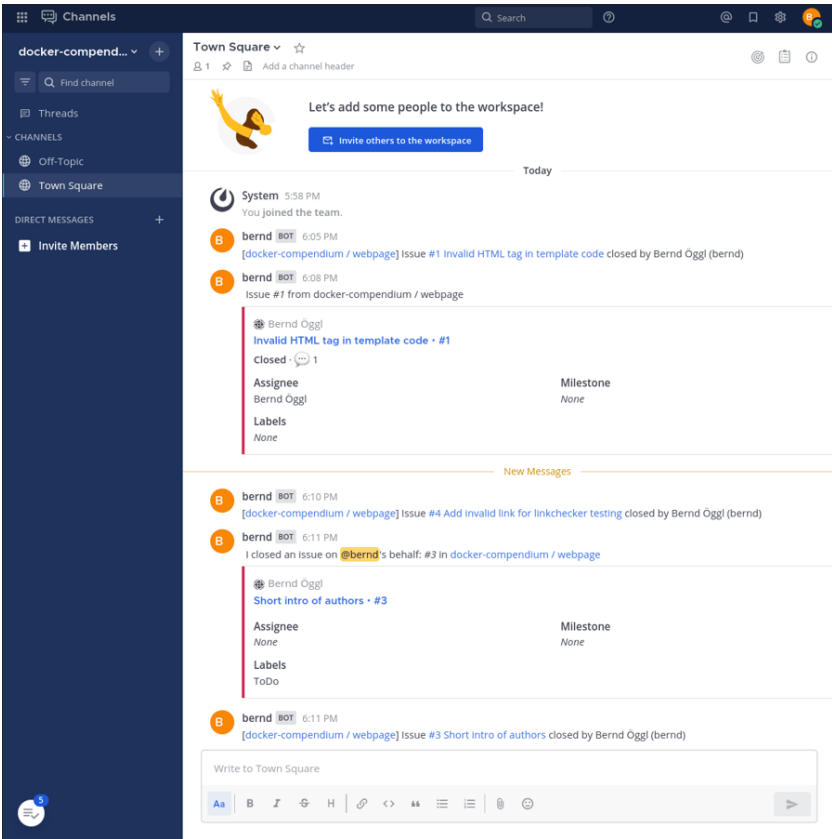 Channels
Search
B
docker-compend...
Find channel
Threads
CHANNELS
Off-Topic
Town Square
DIRECT MESSAGES
Invite Members
5
Town Square
1
Add a channel header
Let's add some people to the workspace!
Invite others to the workspace
Today
System 5:58 PM
You joined the team.
B
bernd BOT 6:05 PM
[docker-compendium / webpage] Issue #1 Invalid HTML tag in template code closed by Bernd Öggl (bernd)
B
bernd BOT 6:08 PM
Issue #1 from docker-compendium / webpage
Bernd Öggl
Invalid HTML tag in template code • #1
Closed · 💬 1
Assignee Milestone
Bernd Öggl None
Labels
None
New Messages
B
bernd BOT 6:10 PM
[docker-compendium / webpage] Issue #4 Add invalid link for linkchecker testing closed by Bernd Öggl (bernd)
B
bernd BOT 6:11 PM
I closed an issue on @bernd's behalf: #3 in docker-compendium / webpage
Bernd Öggl
Short intro of authors • #3
Assignee Milestone
None None
Labels
ToDo
B
bernd BOT 6:11 PM
[docker-compendium / webpage] Issue #3 Short intro of authors closed by Bernd Öggl (bernd)
Write to Town Square
Aa B I S H